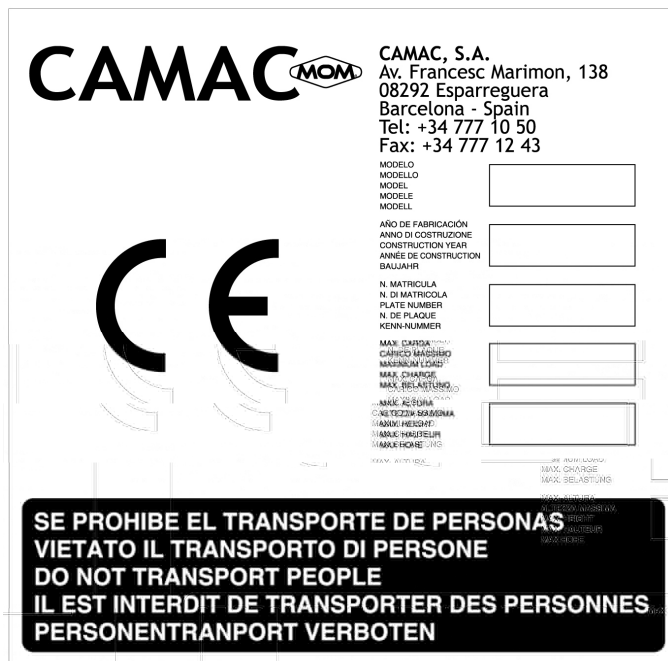 CAMAC
MOM
CAMAC, S.A.
Av. Francesc Marimon, 138
08292 Esparreguera
Barcelona - Spain
Tel: +34 777 10 50
Fax: +34 777 12 43
MODELO
MODELLO
MODEL
MODELE
MODELL
AÑO DE FABRICACIÓN
ANNO DI COSTRUZIONE
CONSTRUCTION YEAR
ANNÉE DE CONSTRUCTION
BAUJAHR
N. MATRICULA
N. DI MATRICOLA
PLATE NUMBER
N. DE PLAQUE
KENN-NUMMER
MAX. CARGA
CARICO MASSIMO
MAXIMUM LOAD
MAX. CHARGE
MAX. BELASTUNG
MAX. ALTURA
ALTEZZA MASSIMA
MAX. HEIGHT
MAX. HAUTEUR
CE
MAX. CHARGE
MAX. BELASTUNG
SE PROHIBE EL TRANSPORTE DE PERSONAS
VIETATO IL TRANSPORTO DI PERSONE
DO NOT TRANSPORT PEOPLE
IL EST INTERDIT DE TRANSPORTER DES PERSONNES
PERSONENTRANPORT VERBOTEN